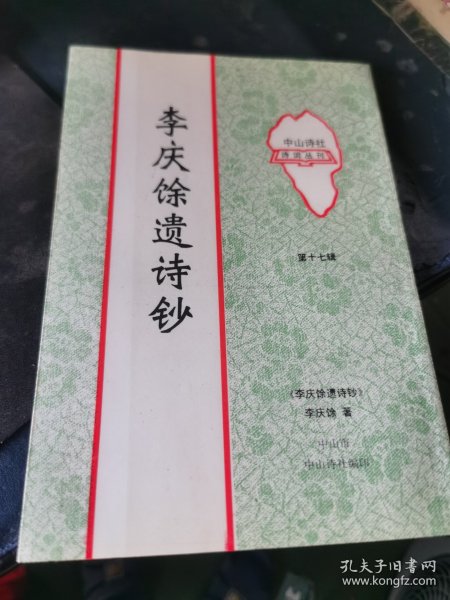 李庆馀遗诗钞
中山诗社
诗词丛刊
第十七辑
《李庆馀遗诗钞》
李庆馀 著
中山市
中山诗社编印
孔夫子旧书网
www.kongfz.com